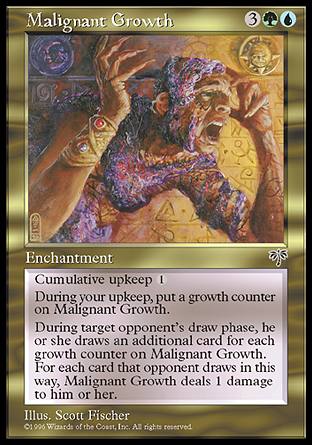 Malignant Growth 3
Enchantment
Cumulative upkeep 1
During your upkeep, put a growth counter
on Malignant Growth.
During target opponent's draw phase, he
or she draws an additional card for each
growth counter on Malignant Growth.
For each card that opponent draws in this
way, Malignant Growth deals 1 damage
to him or her.
Illus. Scott Fischer
©1996 Wizards of the Coast, Inc. All rights reserved.